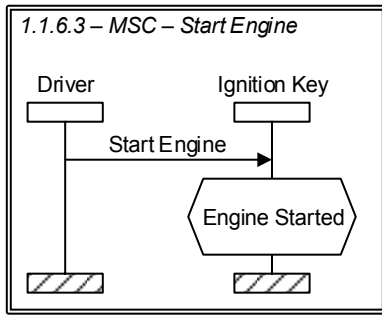 1.1.6.3 – MSC – Start Engine
Driver
Ignition Key
Start Engine
Engine Started